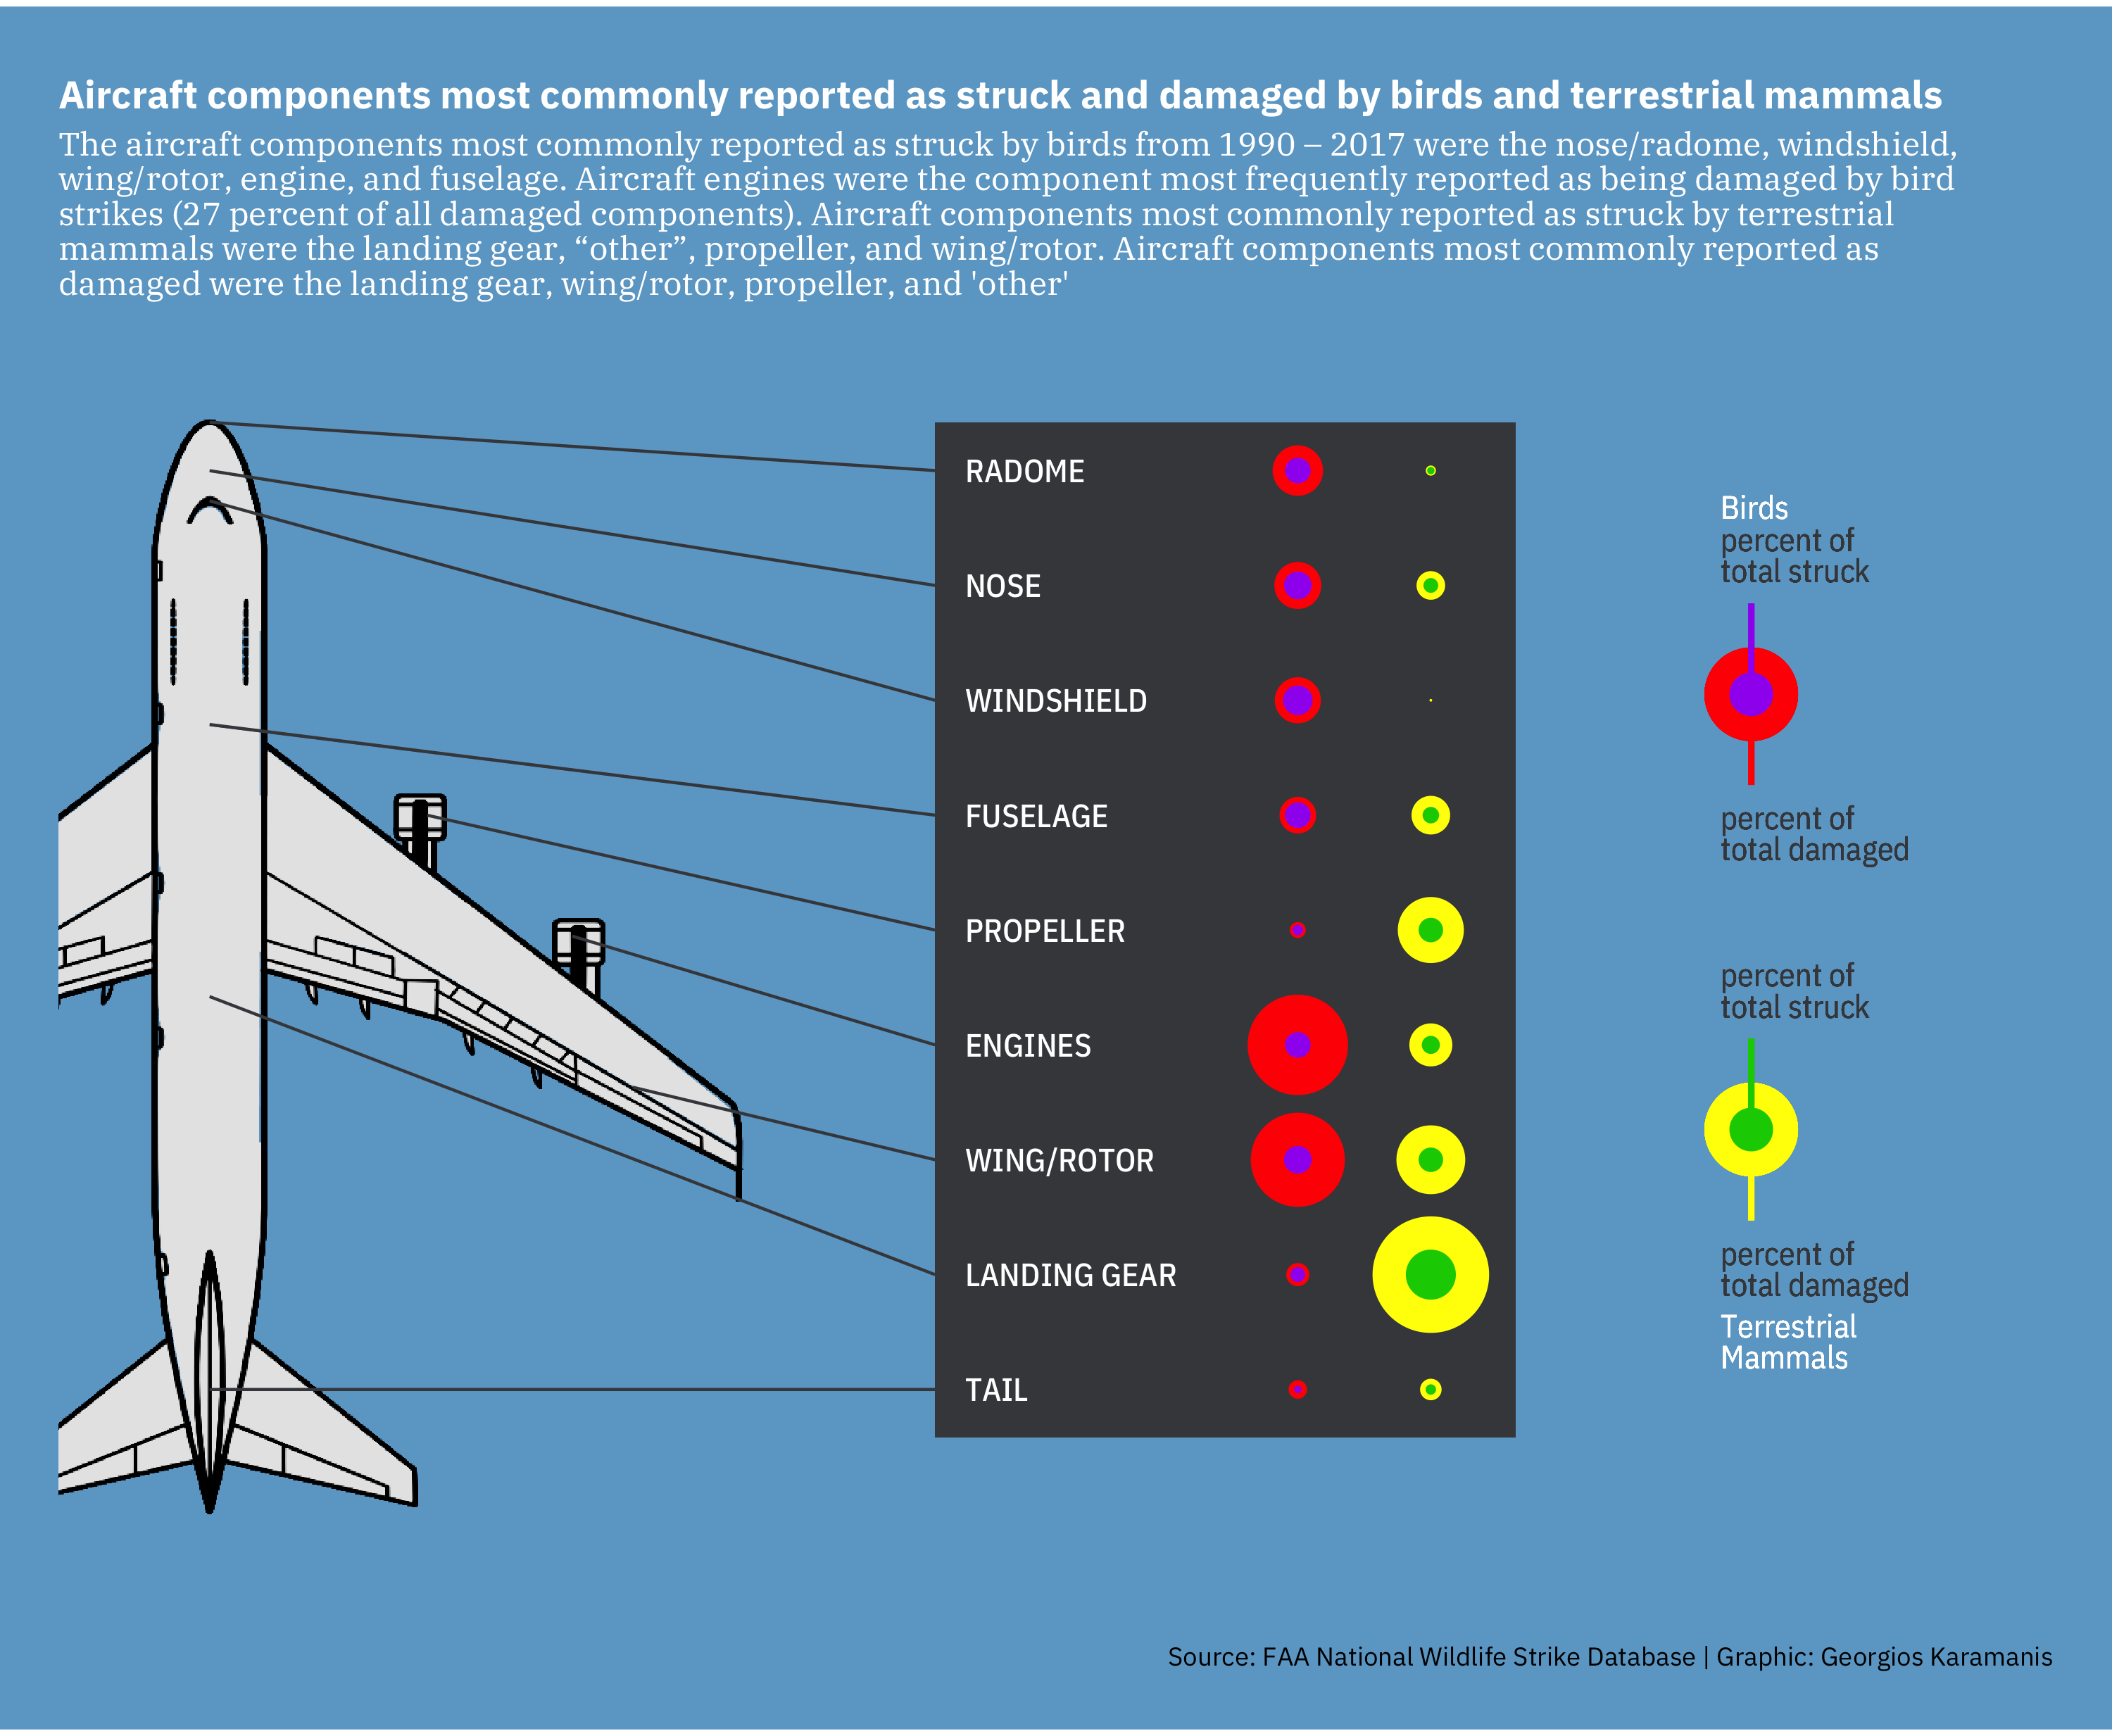 Aircraft components most commonly reported as struck and damaged by birds and terrestrial mammals
The aircraft components most commonly reported as struck by birds from 1990 – 2017 were the nose/radome, windshield,
wing/rotor, engine, and fuselage. Aircraft engines were the component most frequently reported as being damaged by bird
strikes (27 percent of all damaged components). Aircraft components most commonly reported as struck by terrestrial
mammals were the landing gear, “other”, propeller, and wing/rotor. Aircraft components most commonly reported as
damaged were the landing gear, wing/rotor, propeller, and 'other'
RADOME
NOSE
WINDSHIELD
FUSELAGE
PROPELLER
ENGINES
WING/ROTOR
LANDING GEAR
TAIL
Birds
percent of
total struck
percent of
total damaged
percent of
total struck
percent of
total damaged
Terrestrial
Mammals
Source: FAA National Wildlife Strike Database | Graphic: Georgios Karamanis